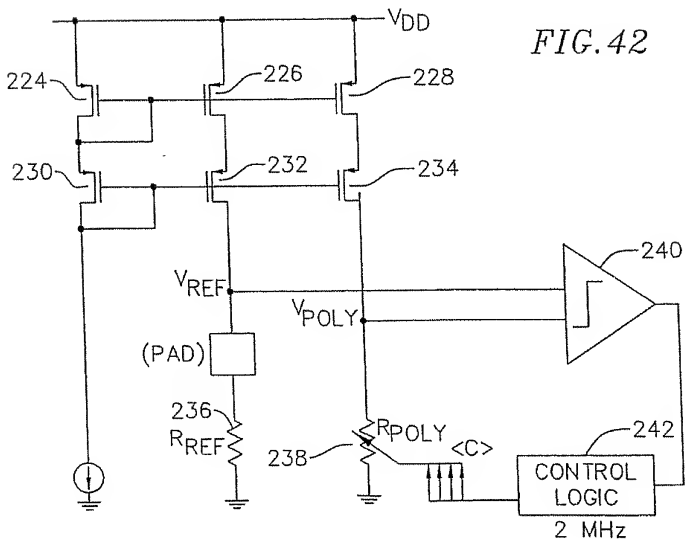 VDD
FIG. 42
224
226
228
230
232
234
VREF
VPOLY
240
(PAD)
236
RREF
238
RPOLY
<C>
242
CONTROL
LOGIC
2 MHz